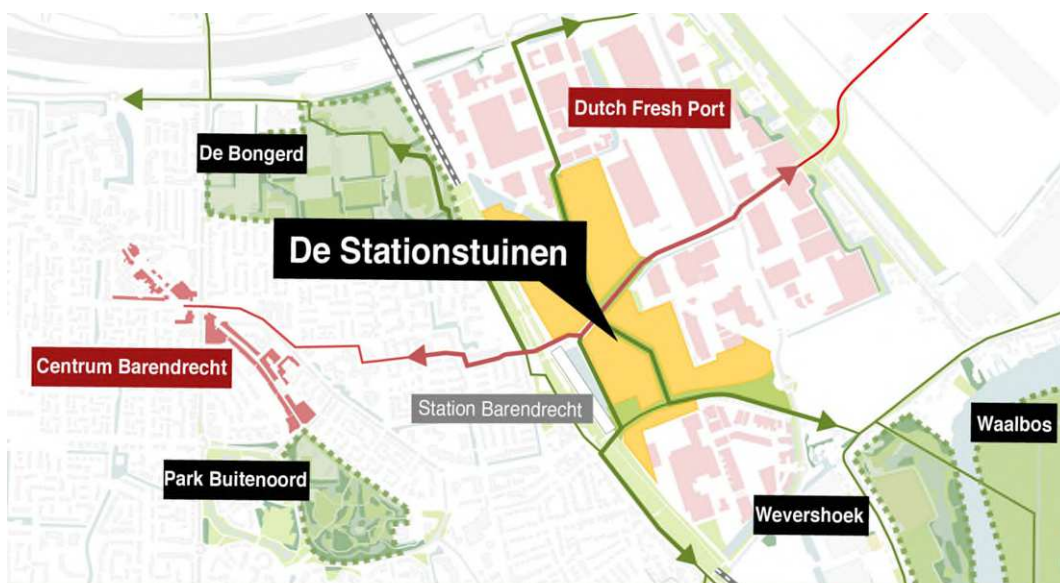 Dutch Fresh Port
De Bongerd
De Stationstuinen
Centrum Barendrecht
Station Barendrecht
Waalbos
Park Buitenoord
Wevershoek